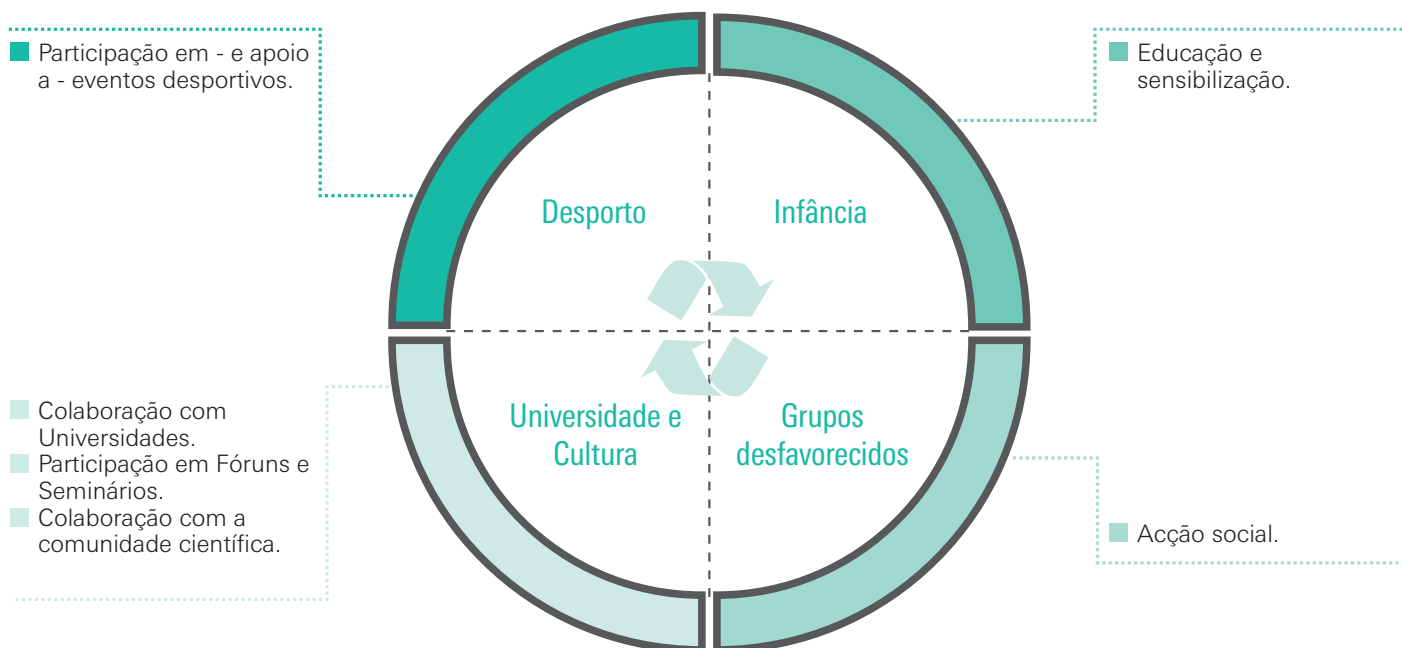 Participação em - e apoio
a - eventos desportivos.
Educação e
sensibilização.
Desporto
Infância
Universidade e
Cultura
Grupos
desfavorecidos
Colaboração com
Universidades.
Participação em Fóruns e
Seminários.
Colaboração com a
comunidade científica.
Acção social.